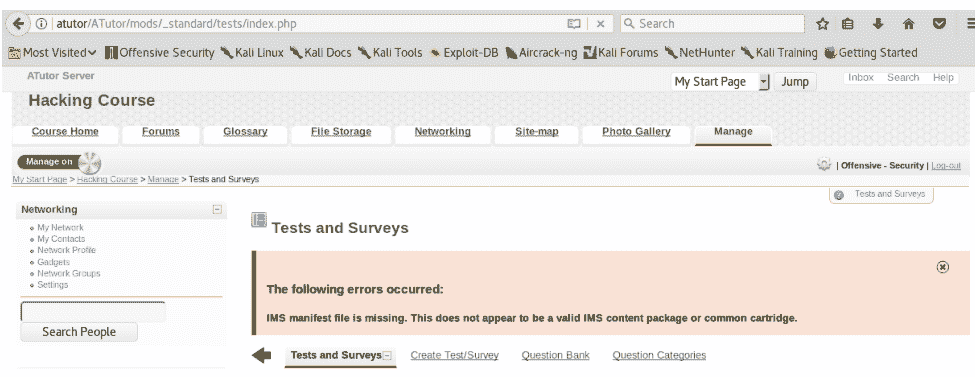 atutor/ATutor/mods/_standard/tests/index.php
Search
Most Visited Offensive Security Kali Linux Kali Docs Kali Tools Exploit-DB Aircrack-ng Kali Forums NetHunter Kali Training Getting Started
ATutor Server
My Start Page Jump Inbox Search Help
Hacking Course
Course Home Forums Glossary File Storage Networking Site-map Photo Gallery Manage
Manage on
| Offensive - Security | Log-out
My Start Page > Hacking Course > Manage > Tests and Surveys
Tests and Surveys
Networking
My Network
My Contacts
Network Profile
Gadgets
Network Groups
Settings
Search People
Tests and Surveys
The following errors occurred:
IMS manifest file is missing. This does not appear to be a valid IMS content package or common cartridge.
Tests and Surveys Create Test/Survey Question Bank Question Categories